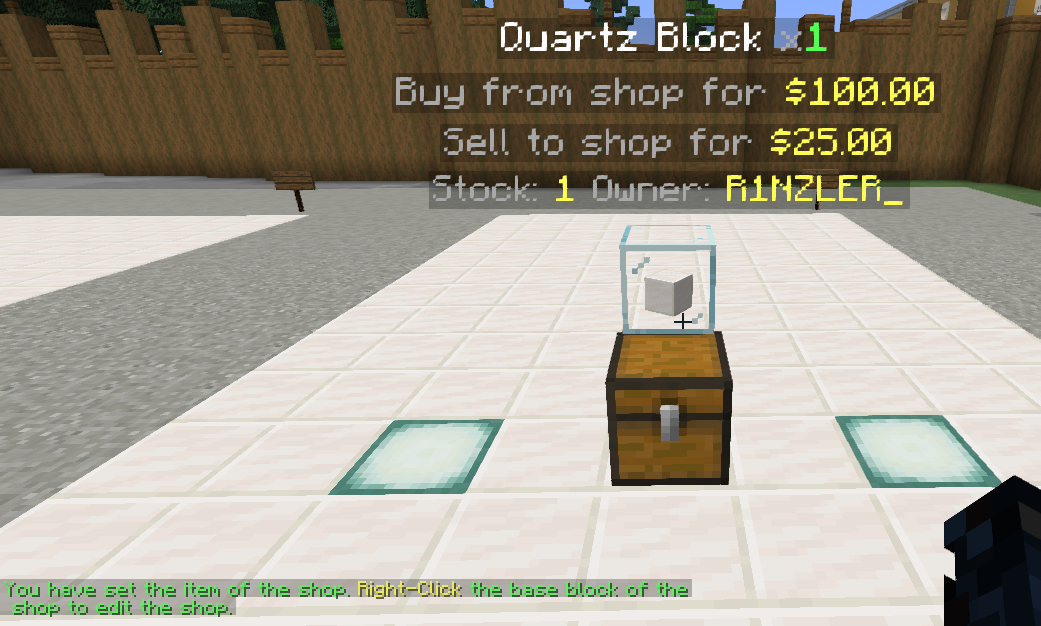 Quartz Block x1
Buy from shop for $100.00
Sell to shop for $25.00
Stock: 1 Owner: R1NZLER_
You have set the item of the shop. Right-Click the base block of the
shop to edit the shop.